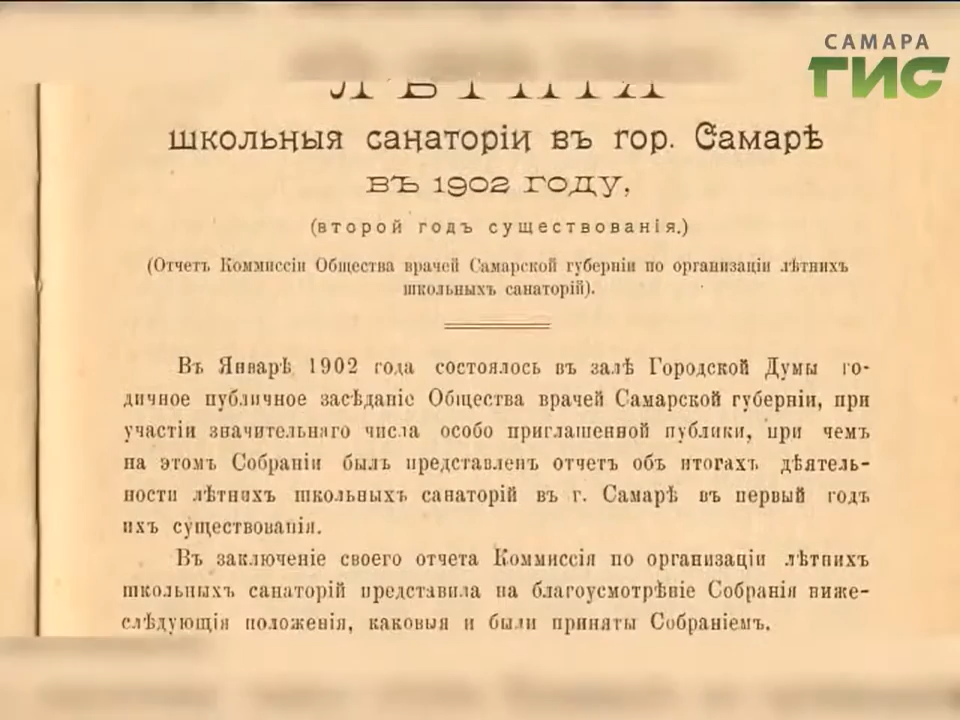 САМАРА
ГИС
школьныя санаторіи въ гор. Самарѣ
въ 1902 году,
(второй годъ существованія.)
(Отчетъ Коммиссіи Общества врачей Самарской губерніи по организаціи лѣтнихъ
школьныхъ санаторій).
Въ Январѣ 1902 года состоялось въ залѣ Городской Думы го-
дичное публичное засѣданіе Общества врачей Самарской губерніи, при
участіи значительняго числа особо приглашенной публики, при чемъ
на этомъ Собраніи былъ представленъ отчетъ объ итогахъ дѣятель-
ности лѣтнихъ школьныхъ санаторій въ г. Самарѣ въ первый годъ
ихъ существованія.
Въ заключеніе своего отчета Коммиссія по организаціи лѣтнихъ
школьныхъ санаторій представила на благоусмотрѣніе Собранія ниже-
слѣдующія положенія, каковыя и были приняты Собраніемъ.